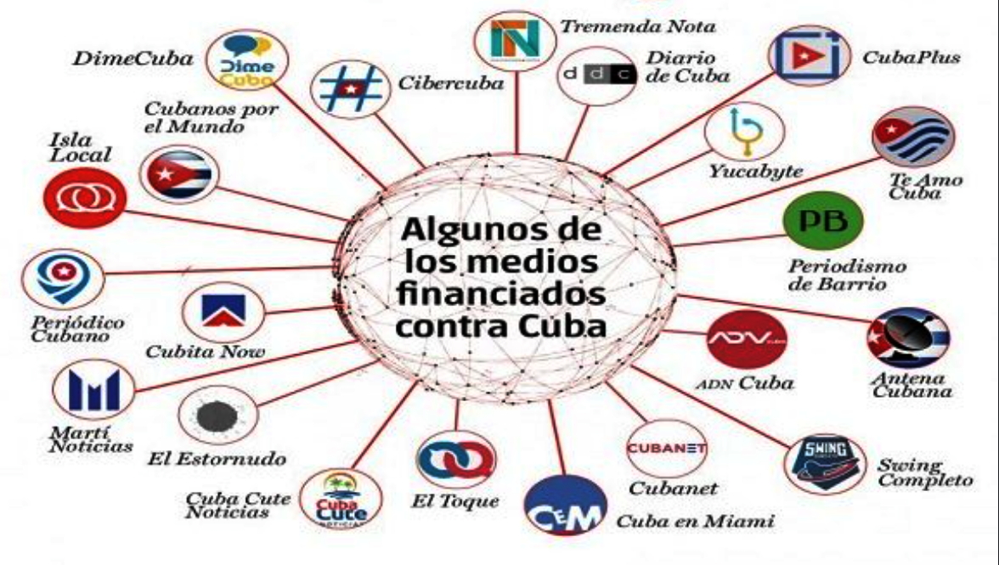 Tremenda Nota
DimeCuba
Dime
Cuba
Cibercuba
ddc
Diario
de Cuba
CubaPlus
Cubanos por
el Mundo
Isla
Local
Yucabyte
Te Amo
Cuba
PB
Periodismo
de Barrio
Algunos de
los medios
financiados
contra Cuba
Periódico
Cubano
Cubita Now
ADN
ADN Cuba
Antena
Cubana
Martí
Noticias
El Estornudo
Cuba Cute
Noticias
Cuba
Cute
NOTICIAS
El Toque
CeM
Cuba en Miami
CUBANET
Cubanet
SWING
Swing
Completo